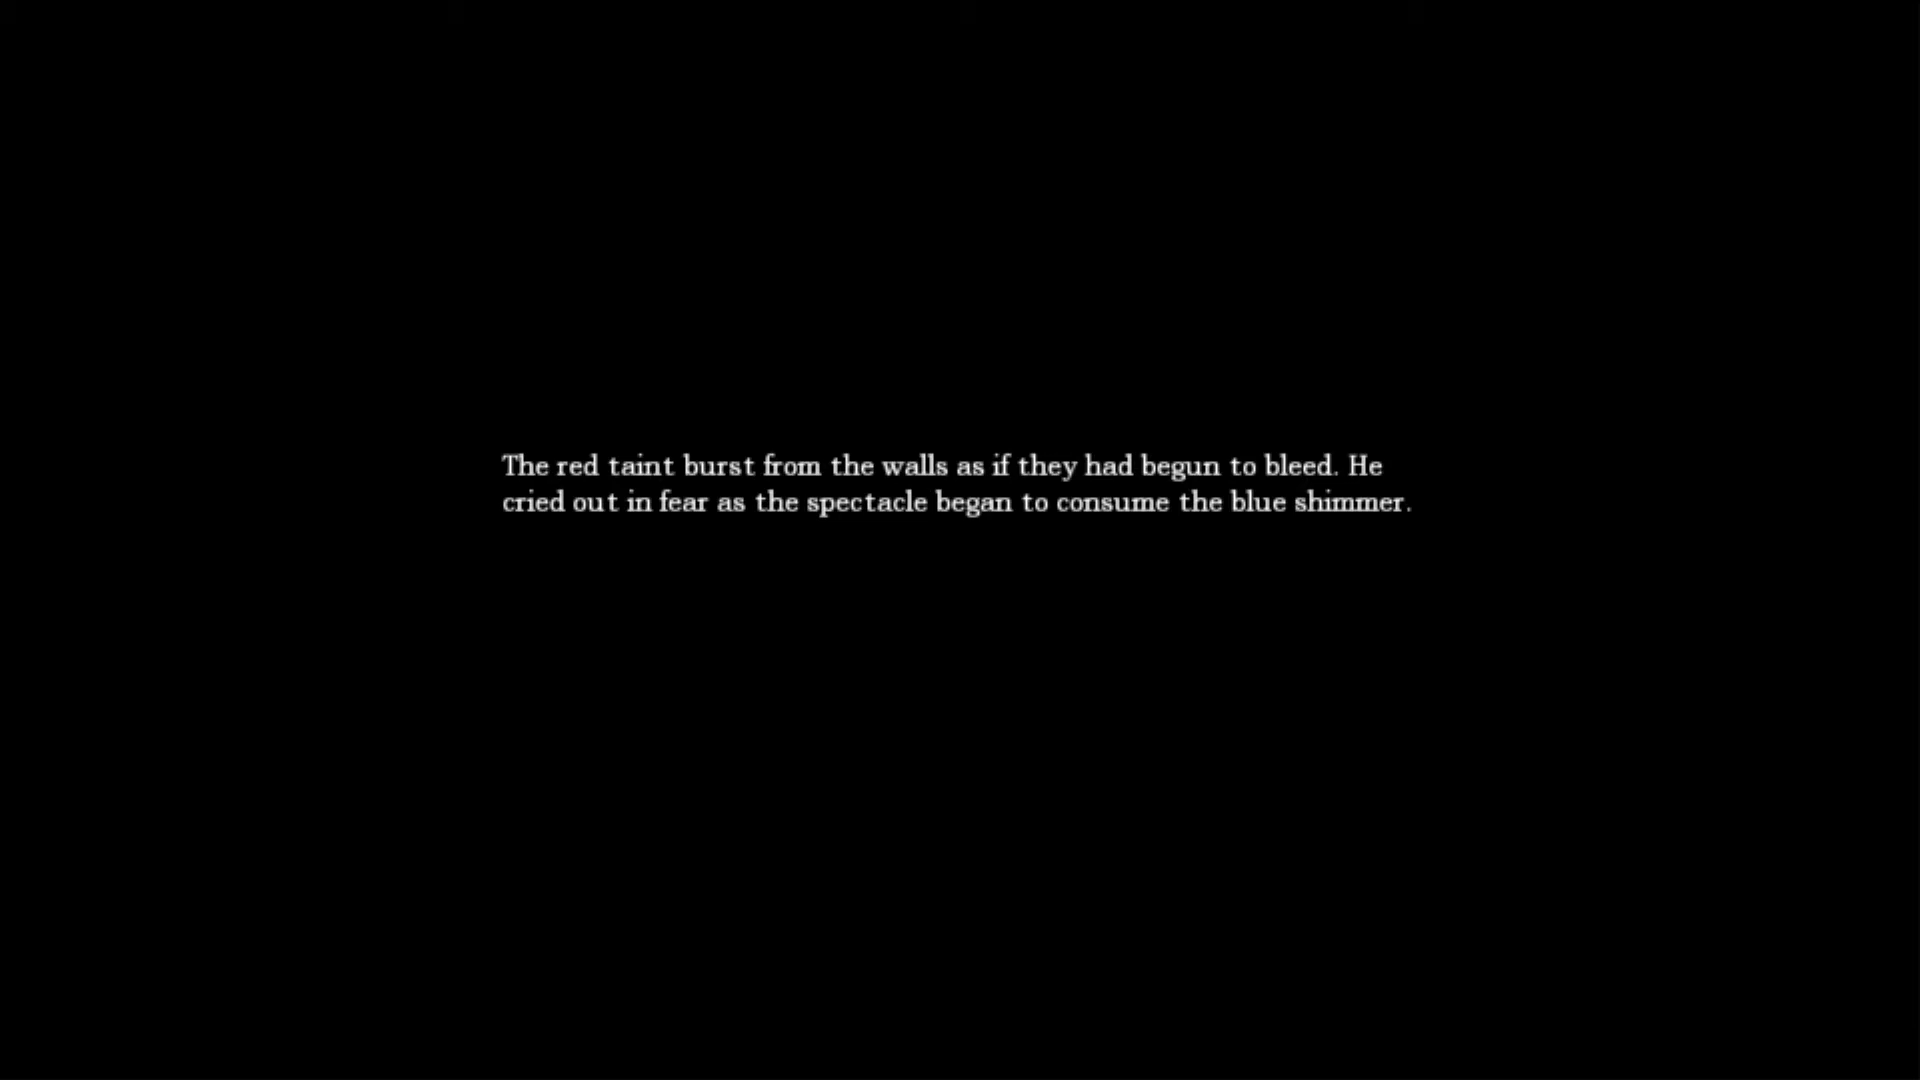 The red taint burst from the walls as if they had begun to bleed. He
cried out in fear as the spectacle began to consume the blue shimmer.